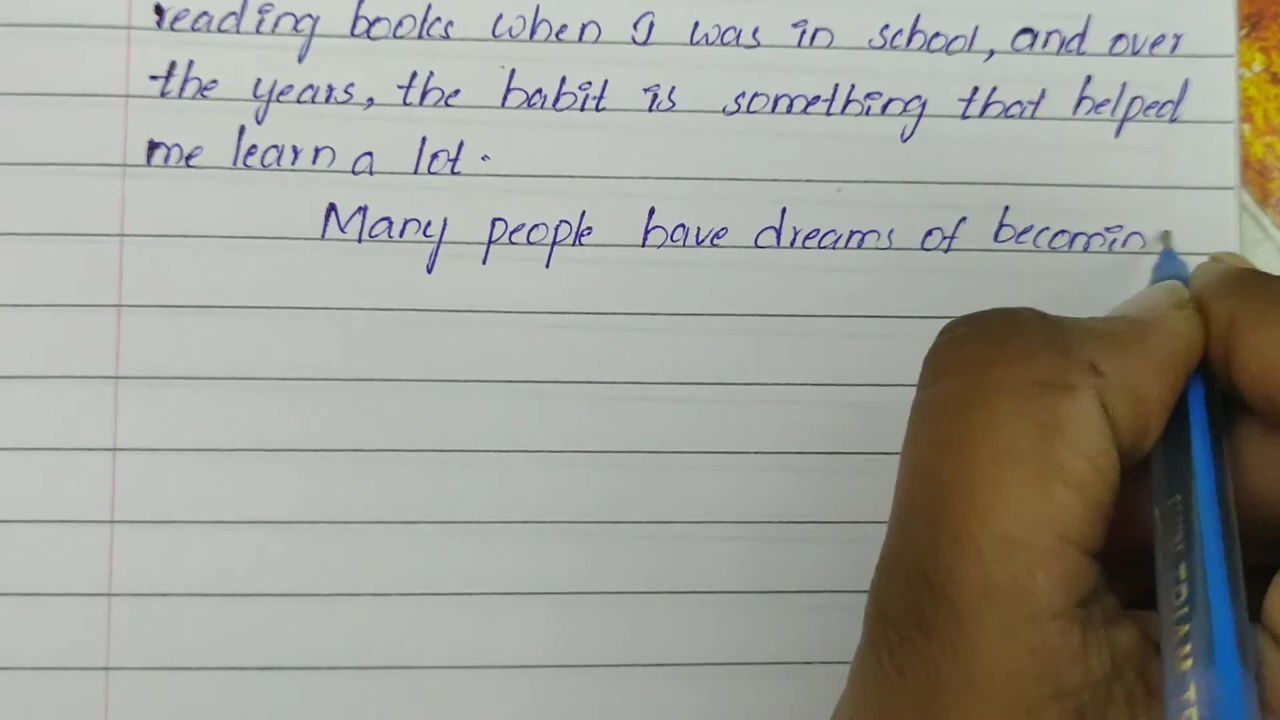 reading books when I was in school, and over
the years, the habit is something that helped
me learn a lot.
Many people have dreams of becomin